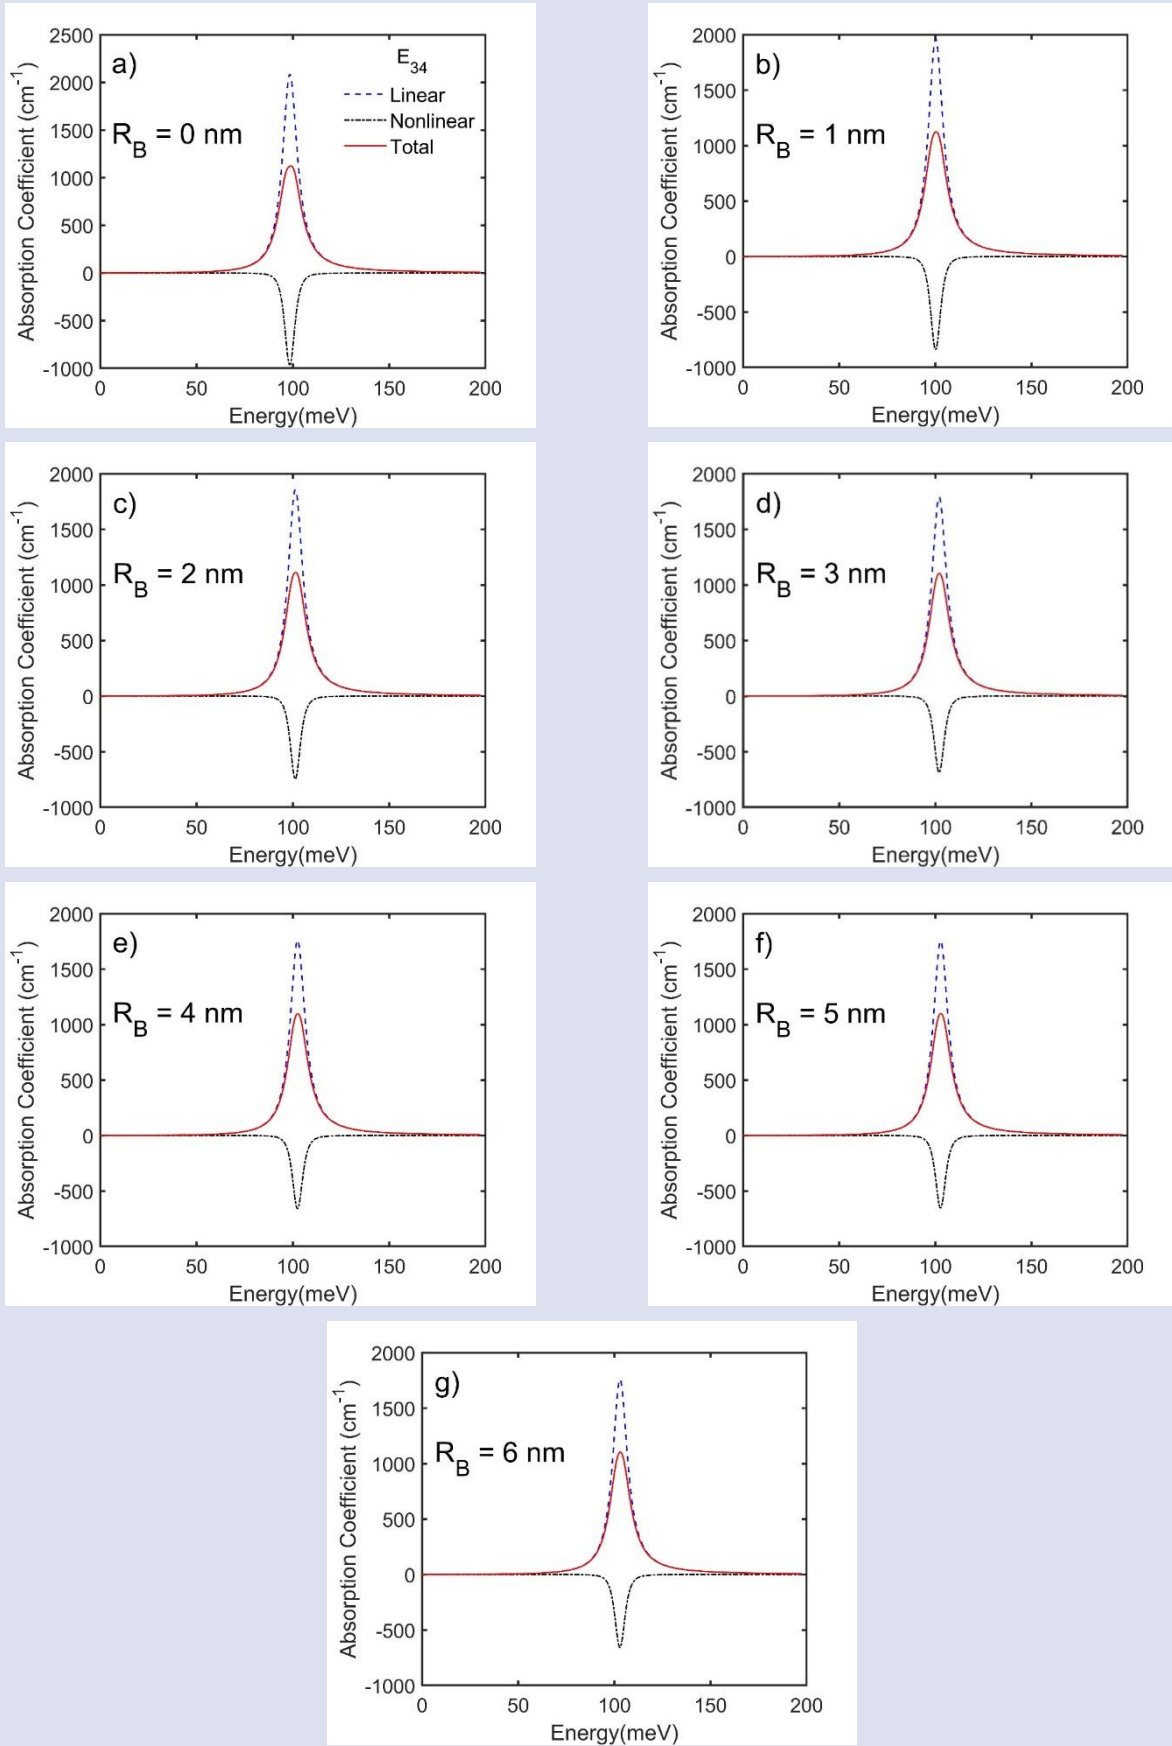 a)
E34
Linear
Nonlinear
Total
RB = 0 nm
2500
2000
1500
1000
500
0
-500
-1000
0 50 100 150 200
Energy(meV)
Absorption Coefficient (cm-1)
b)
RB = 1 nm
2000
1500
1000
500
0
-500
-1000
0 50 100 150 200
Energy(meV)
Absorption Coefficient (cm-1)
c)
RB = 2 nm
2000
1500
1000
500
0
-500
-1000
0 50 100 150 200
Energy(meV)
Absorption Coefficient (cm-1)
d)
RB = 3 nm
2000
1500
1000
500
0
-500
-1000
0 50 100 150 200
Energy(meV)
Absorption Coefficient (cm-1)
e)
RB = 4 nm
2000
1500
1000
500
0
-500
-1000
0 50 100 150 200
Energy(meV)
Absorption Coefficient (cm-1)
f)
RB = 5 nm
2000
1500
1000
500
0
-500
-1000
0 50 100 150 200
Energy(meV)
Absorption Coefficient (cm-1)
g)
RB = 6 nm
2000
1500
1000
500
0
-500
-1000
0 50 100 150 200
Energy(meV)
Absorption Coefficient (cm-1)